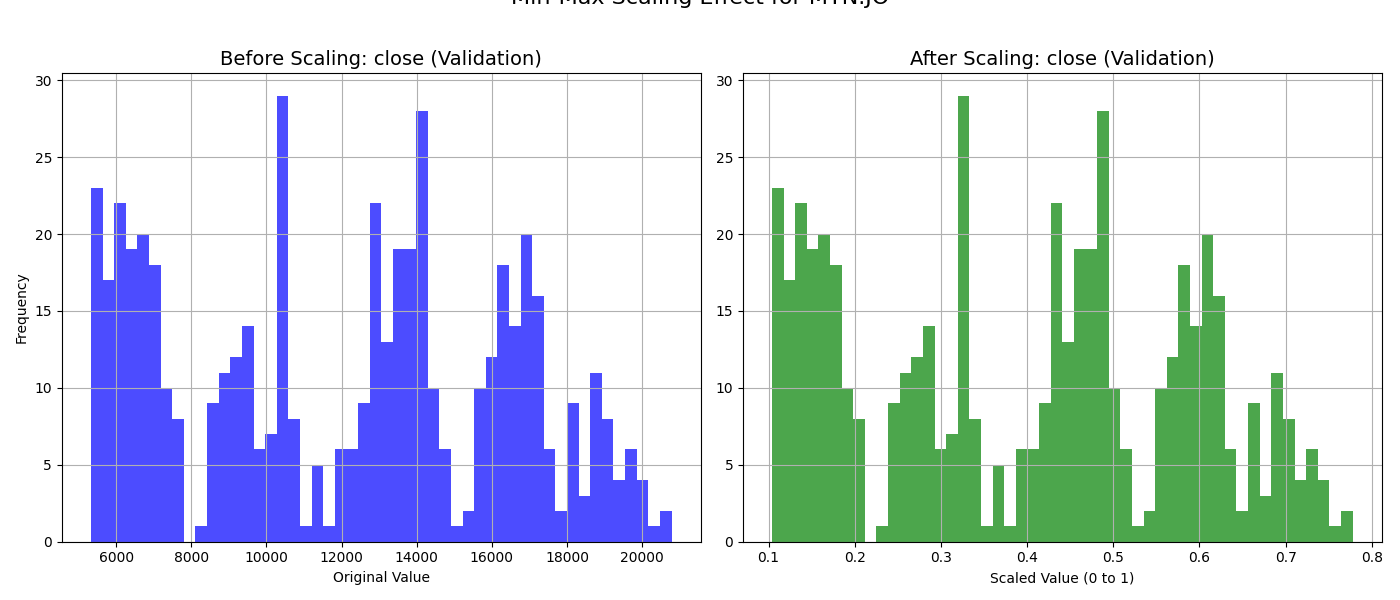 Min-Max Scaling Effect for MTN.JO
Before Scaling: close (Validation)
30
25
20
15
10
5
0
Frequency
6000 8000 10000 12000 14000 16000 18000 20000
Original Value
After Scaling: close (Validation)
30
25
20
15
10
5
0
0.1 0.2 0.3 0.4 0.5 0.6 0.7 0.8
Scaled Value (0 to 1)